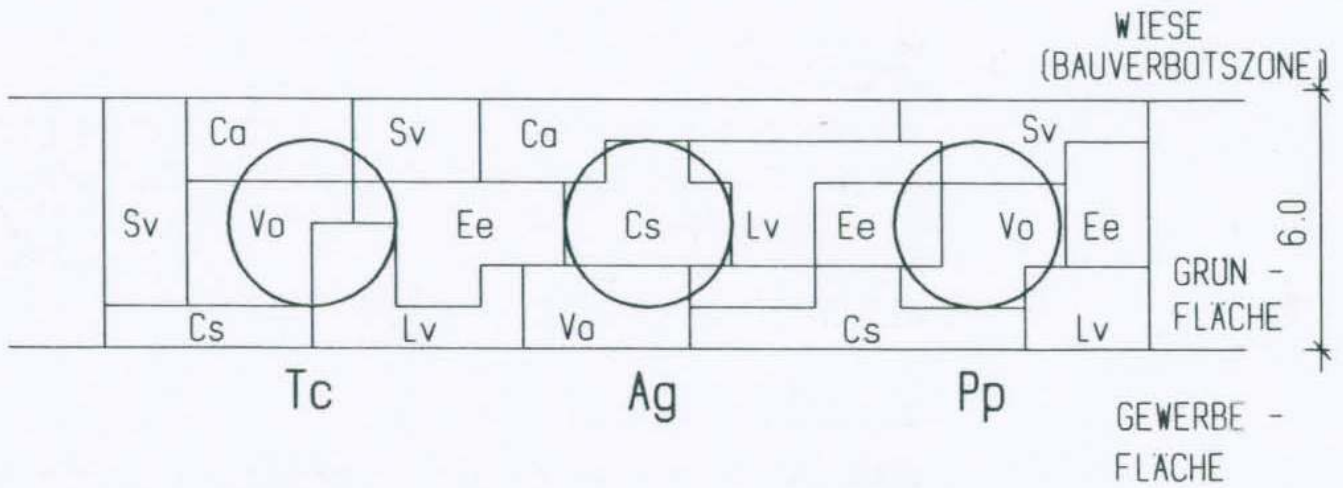 WIESE
(BAUVERBOTSZONE)
Ca Sv Ca Sv
Sv Vo Ee Cs Lv Ee Vo Ee
6.0
GRÜN -
FLÄCHE
Cs Lv Vo Cs Lv
Tc Ag Pp
GEWERBE -
FLÄCHE